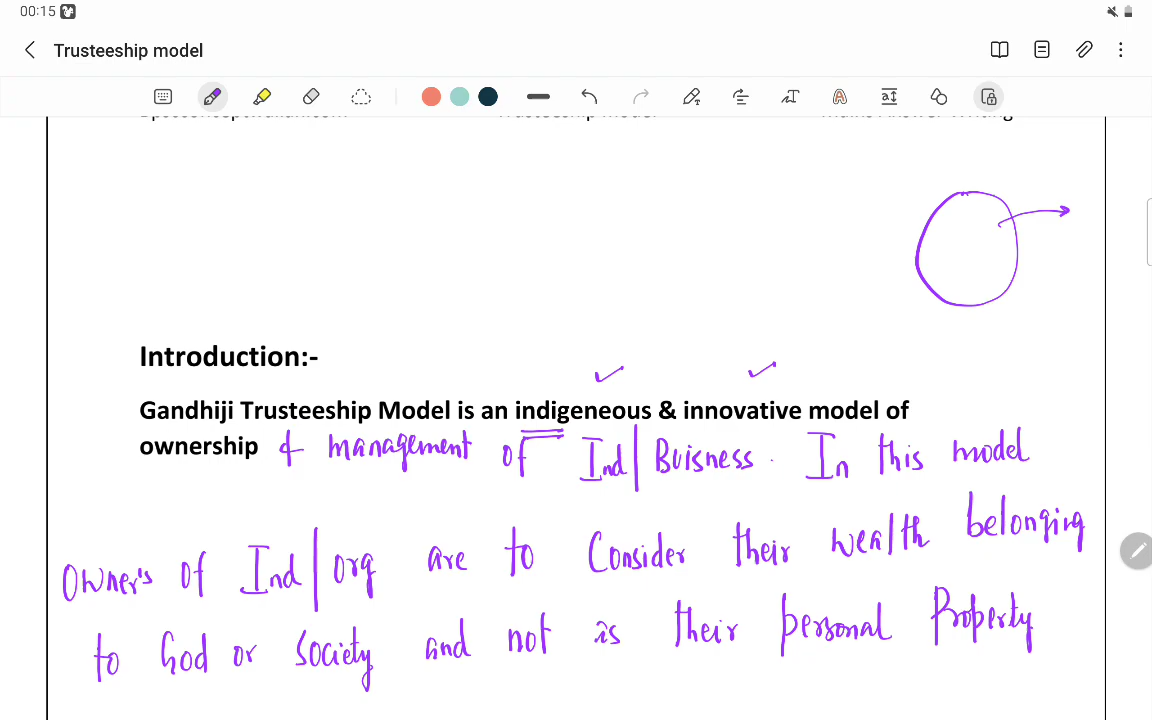 00:15
Trusteeship model
Introduction:-
Gandhiji Trusteeship Model is an indigeneous & innovative model of
ownership & management of Ind/Buisness. In this model
Owner's of Ind/org are to Consider their wealth belonging
to God or society and not is their personal Property